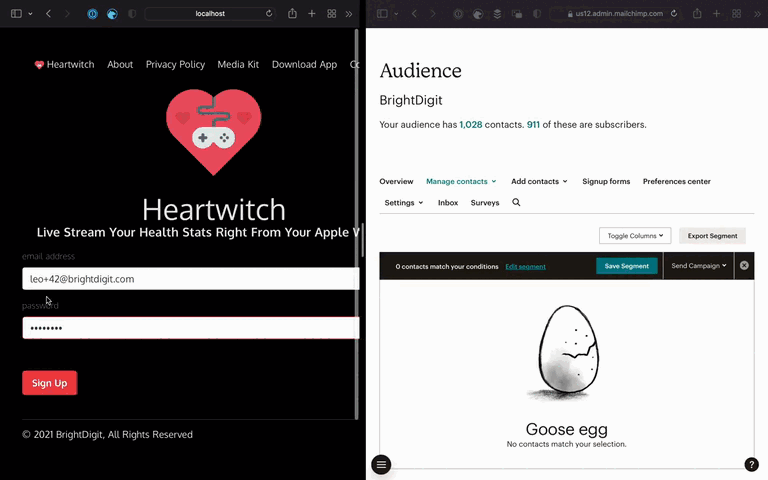 localhost
Heartwitch About Privacy Policy Media Kit Download App Co
Heartwitch
Live Stream Your Health Stats Right From Your Apple W
email address
leo+42@brightdigit.com
password
••••••••
Sign Up
© 2021 BrightDigit, All Rights Reserved
us12.admin.mailchimp.com
Audience
BrightDigit
Your audience has 1,028 contacts. 911 of these are subscribers.
Overview Manage contacts Add contacts Signup forms Preferences center
Settings Inbox Surveys
Toggle Columns Export Segment
0 contacts match your conditions Edit segment Save Segment Send Campaign
Goose egg
No contacts match your selection.
?